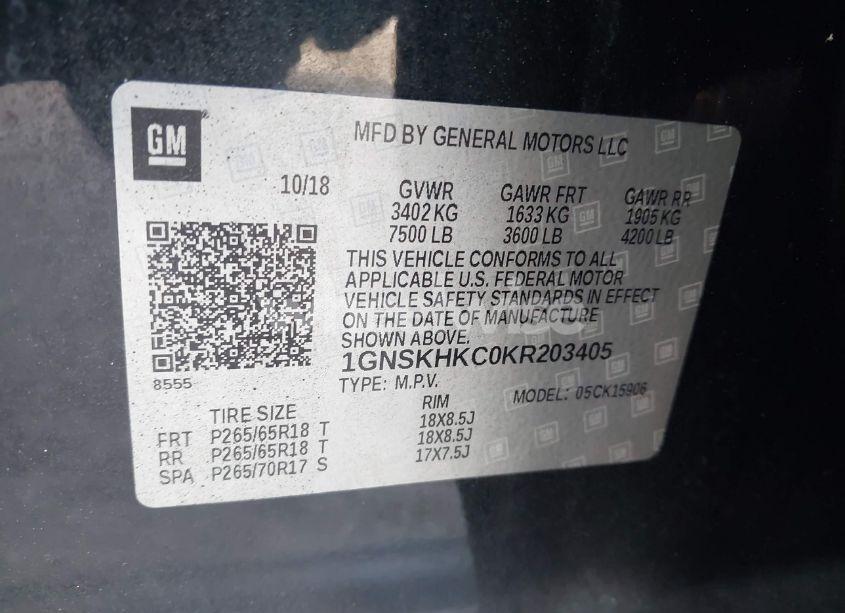 GM
MFD BY GENERAL MOTORS LLC
10/18
GVWR GAWR FRT GAWR RR
3402 KG 1633 KG 1905 KG
7500 LB 3600 LB 4200 LB
THIS VEHICLE CONFORMS TO ALL
APPLICABLE U.S. FEDERAL MOTOR
VEHICLE SAFETY STANDARDS IN EFFECT
ON THE DATE OF MANUFACTURE
SHOWN ABOVE.
1GNSKHKC0KR203405
8555
TYPE: M.P.V. MODEL: 05CK15906
TIRE SIZE RIM
FRT P265/65R18 T 18X8.5J
RR P265/65R18 T 18X8.5J
SPA P265/70R17 S 17X7.5J